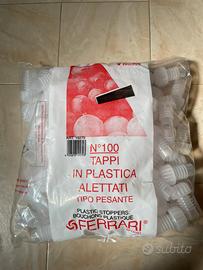 N°100
TAPPI
IN PLASTICA
ALETTATI
TIPO PESANTE
PLASTIC STOPPERS
BOUCHONS PLASTIQUE
FERRARI
subito